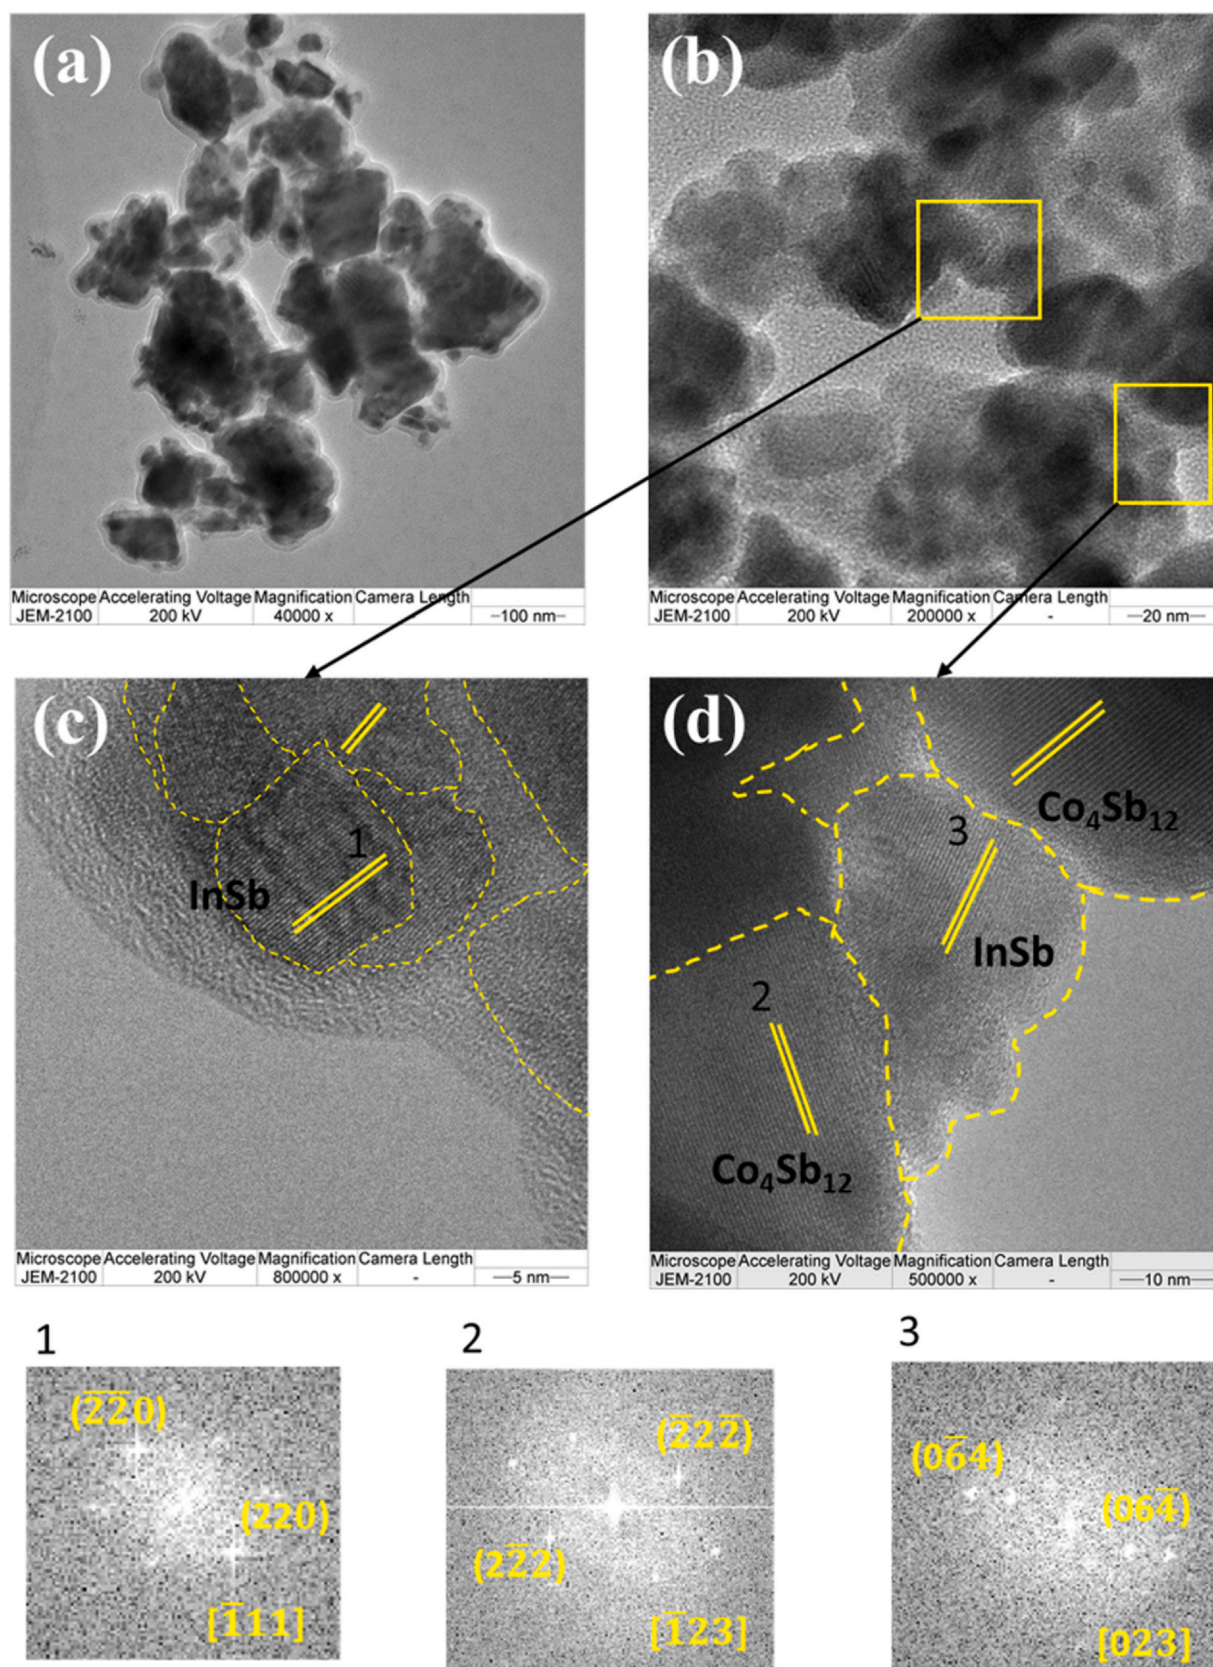 (a)
Microscope Accelerating Voltage Magnification Camera Length
JEM-2100 200 kV 40000 x - 100 nm
(b)
Microscope Accelerating Voltage Magnification Camera Length
JEM-2100 200 kV 200000 x - 20 nm
(c)
1
InSb
Microscope Accelerating Voltage Magnification Camera Length
JEM-2100 200 kV 800000 x - 5 nm
(d)
Co₄Sb₁₂
3
InSb
2
Co₄Sb₁₂
Microscope Accelerating Voltage Magnification Camera Length
JEM-2100 200 kV 500000 x - 10 nm
1
(2̅2̅0)
(220)
[1̅11]
2
(2̅22̅)
(22̅2)
[1̅23]
3
(06̅4)
(064̅)
[023]